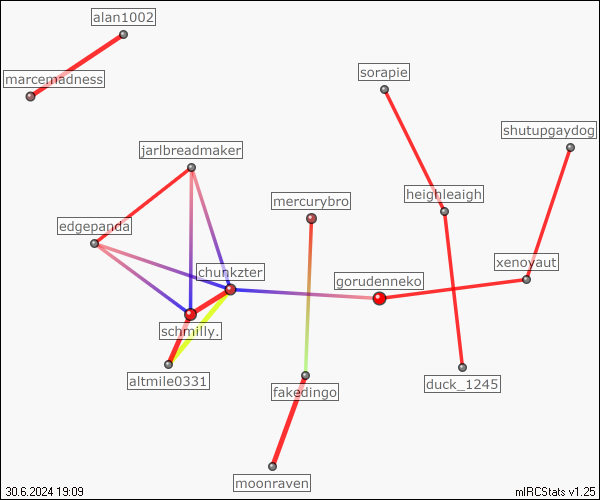 alan1002
marcemadness
sorapie
shutupgaydog
jarlbreadmaker
heighleaigh
mercurybro
edgepanda
xenoyaut
chunkzter
gorudenneko
schmilly.
altmile0331
duck_1245
fakedingo
moonraven
30.6.2024 19:09
mIRCStats v1.25